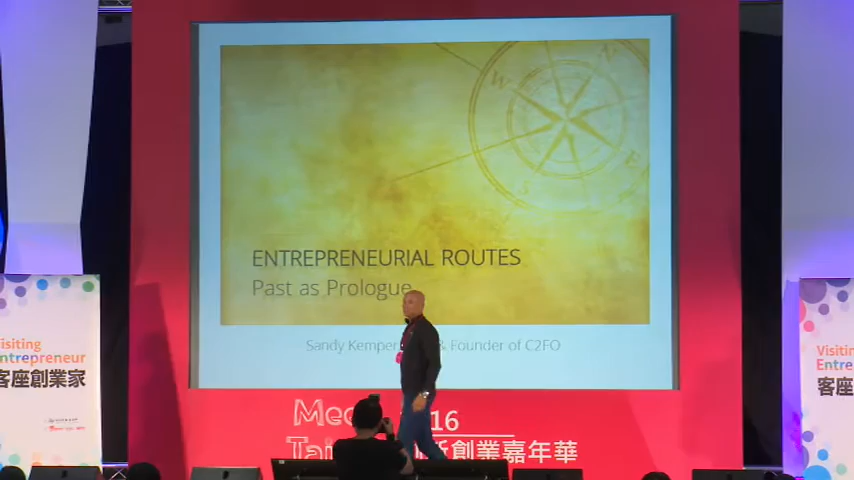 W
E
S
ENTREPRENEURIAL ROUTES
Past as Prologue
Sandy Kemper & Founder of C2FO
Visiting
Entrepreneur
客座創業家
16
創業嘉年華
Visiting
Entre
客座